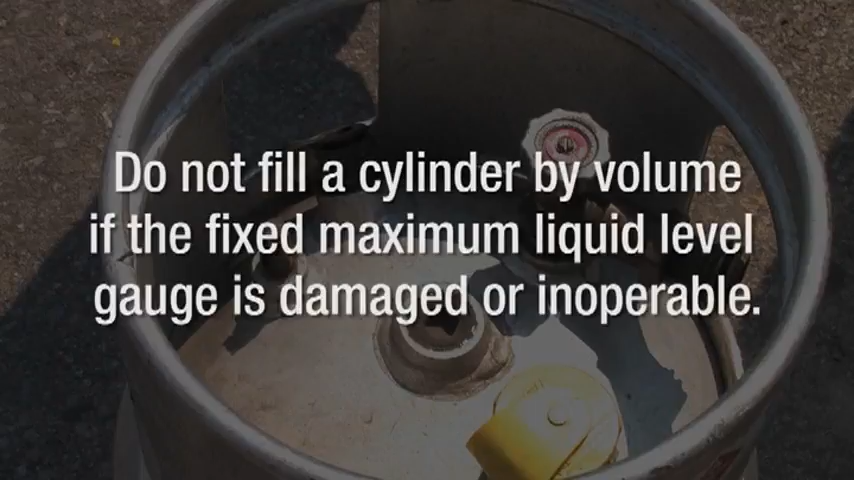 Do not fill a cylinder by volume
if the fixed maximum liquid level
gauge is damaged or inoperable.